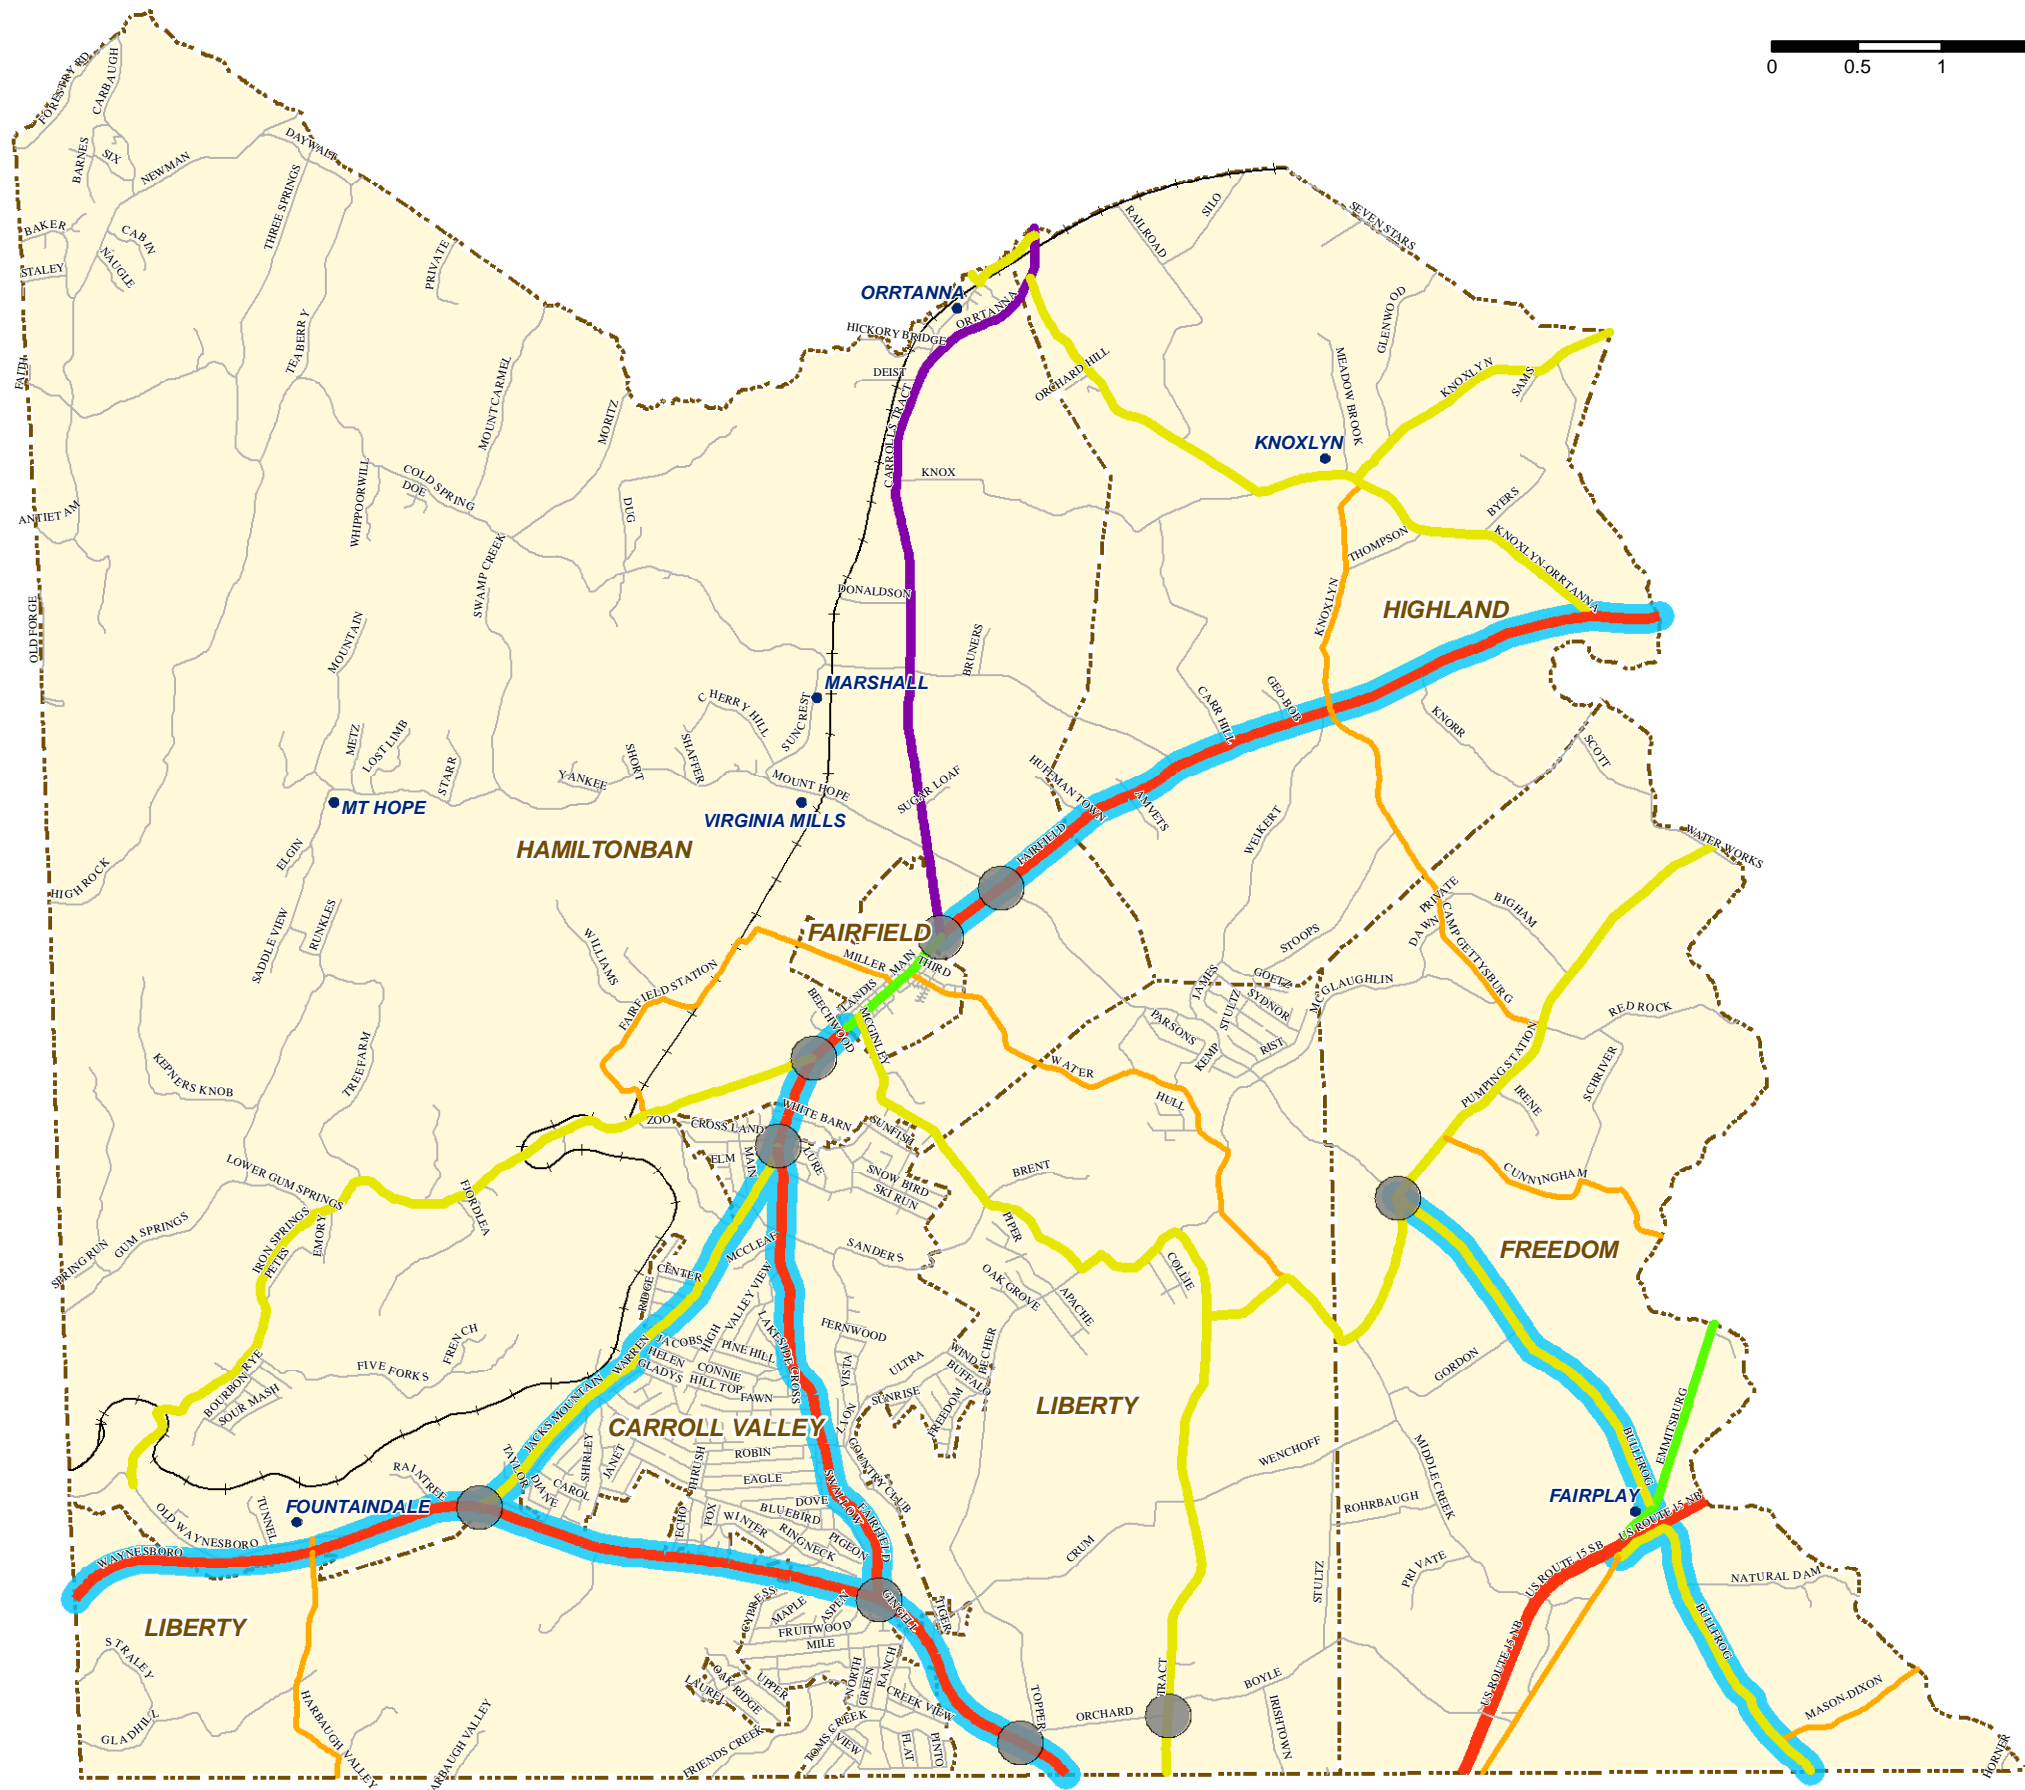 0 0.5 1
FORESTRY RD
CARBAUGH
BARNES
SIX
NEWMAN
DAYWALT
THREE SPRINGS
BAKER
CABIN
NAUGLE
STALEY
PRIVATE
TEABERRY
FAITH
MOUNT CARMEL
MORITZ
WHIPPORWILL
COLD SPRING
DOE
DUG
ANTIETAM
SWAMP CREEK
OLD FORGE
MOUNTAIN
ORRTANNA
ORRTANNA
HICKORY BRIDGE
DEIST
CARROLLS TRACT
KNOX
DONALDSON
BRUNERS
RAILROAD
SILO
SEVEN STARS
ORCHARD HILL
GLENWOOD
MEADOW BROOK
KNOXLYN
KNOXLYN
SAMS
BYERS
THOMPSON
KNOXLYN-ORRTANNA
KNOXLYN
HIGHLAND
MARSHALL
CHERRY HILL
SUNCREST
METZ
LOST LIMB
STARR
YANKEE
SHORT
SHAFFER
MOUNT HOPE
SUGAR LOAF
MT HOPE
VIRGINIA MILLS
HAMILTONBAN
GEO-BOB
CARR HILL
KNORR
SCOTT
HUFFMAN TOWN
AMVETS
FAIRFIELD
WEIKERT
WATER WORKS
ELGIN
HIGH ROCK
SADDLE VIEW
RUNKLES
WILLIAMS
FAIRFIELD STATION
FAIRFIELD
MILLER
MAIN
THIRD
LANDIS
BEECHWOOD
MCGINLEY
PRIVATE
BIGHAM
DAWN
CAMP GETTYSBURG
STOOPS
JAMES
GOETZ
SYDNOR
STULTZ
MCGLAUGHLIN
PARSONS
KEMP
RIST
RED ROCK
PUMPING STATION
SCHRIVER
IRENE
WATER
HULL
KEPNERS KNOB
TREE FARM
ZOO
CROSS LAND
WHITE BARN
SUNFISH
ELM
MAIN
LURE
SNOW BIRD
SKI RUN
BRENT
CUNNINGHAM
LOWER GUM SPRINGS
GUM SPRINGS
IRON SPRINGS
EMORY
PETES
FJORDLEA
SPRING RUN
MCCLEAF
SANDERS
PIPER
FREEDOM
CENTER
RIDGE
VALLEY VIEW
OAK GROVE
APACHE
COLLIE
FRENCH
FIVE FORKS
BOURBON
RYE
SOUR MASH
WARREN
JACOBS
HELEN
GLADYS
HIGH
PINE HILL
CONNIE
HILL TOP
FAWN
LAKESIDE
CROSS
FERNWOOD
VISTA
ULTRA
WIND
BUFFALO
SUNRISE
FREEDOM
BECHER
LIBERTY
GORDON
EMMITSBURG
BULLFROG
CARROLL VALLEY
JACKS MOUNTAIN
LION
COUNTRY CLUB
ROBIN
EAGLE
THRUSH
SHIRLEY
JANET
TAYLOR
DIANE
CAROL
RAINTREE
FOUNTAINDALE
TUNNEL
OLD WAYNESBORO
WAYNESBORO
ECHO
FOX
DOVE
BLUEBIRD
WINTER
RINGNECK
PIGEON
SWALLOW
FAIRFIELD
WENCHOFF
MIDDLE CREEK
ROHRBAUGH
FAIRPLAY
US ROUTE 15 NB
US ROUTE 15 SB
US ROUTE 15 NB
US ROUTE 15 NB
NATURAL DAM
BULLFROG
PRIVATE
CRUM
STULTZ
LIBERTY
STRALEY
GLADHILL
HARBAUGH VALLEY
HARBAUGH VALLEY
CYPRESS
MAPLE
ASPEN
GINGELL
TIGER
FRUITWOOD
MILE
OAK RIDGE
LAUREL
UPPER
NORTH
GREEN
RANCH
CREEK VIEW
FRIENDS CREEK
TOMS CREEK
VIEW
FLAT
PINTO
TOPPER
ORCHARD
TRACT
BOYLE
IRISHTOWN
MASON-DIXON
HORNER